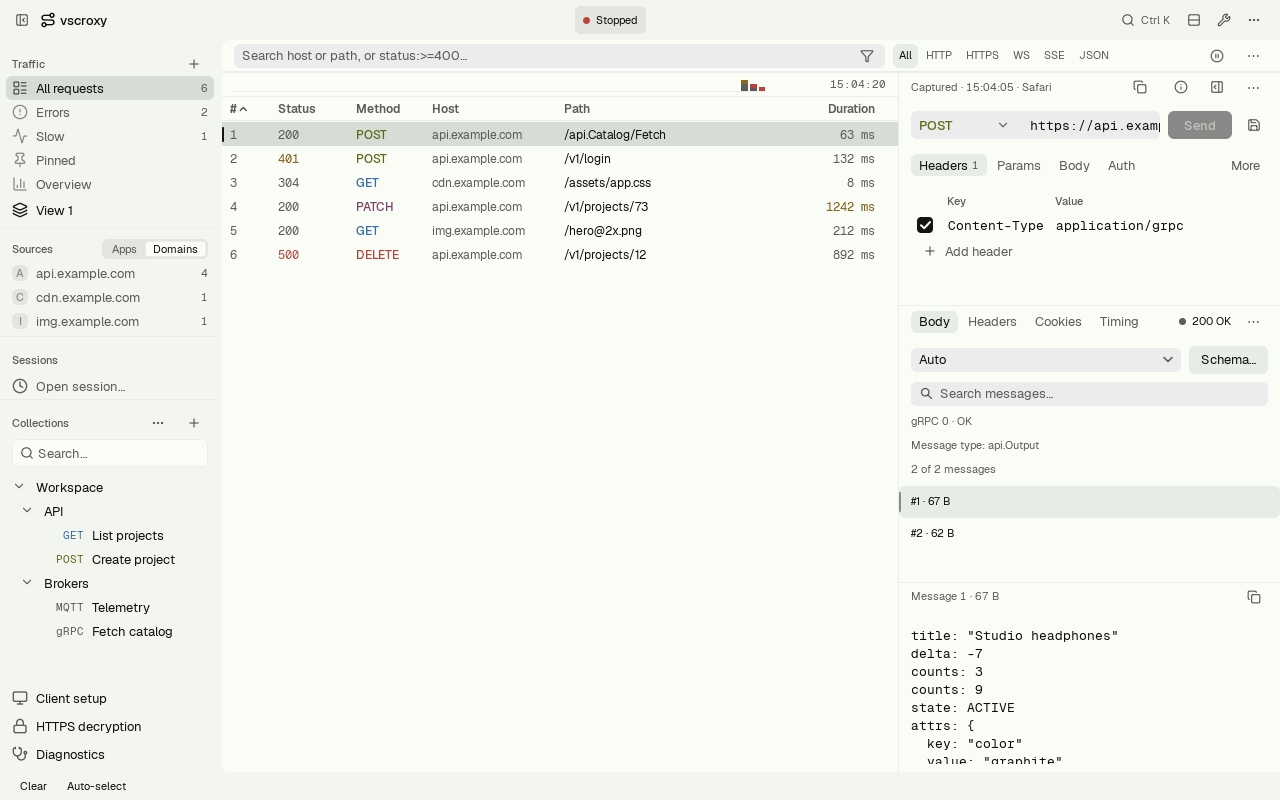 vscroxy
Stopped
Ctrl K
Traffic
All requests 6
Errors 2
Slow 1
Pinned
Overview
View 1
Sources Apps Domains
A api.example.com 4
C cdn.example.com 1
I img.example.com 1
Sessions
Open session…
Collections
Search…
Workspace
API
GET List projects
POST Create project
Brokers
MQTT Telemetry
gRPC Fetch catalog
Client setup
HTTPS decryption
Diagnostics
Clear Auto-select
Search host or path, or status:>=400…
All HTTP HTTPS WS SSE JSON
15:04:20
# Status Method Host Path Duration
1 200 POST api.example.com /api.Catalog/Fetch 63 ms
2 401 POST api.example.com /v1/login 132 ms
3 304 GET cdn.example.com /assets/app.css 8 ms
4 200 PATCH api.example.com /v1/projects/73 1242 ms
5 200 GET img.example.com /hero@2x.png 212 ms
6 500 DELETE api.example.com /v1/projects/12 892 ms
Captured · 15:04:05 · Safari
POST https://api.examp Send
Headers 1 Params Body Auth More
Key Value
Content-Type application/grpc
Add header
Body Headers Cookies Timing 200 OK
Auto Schema…
Search messages…
gRPC 0 · OK
Message type: api.Output
2 of 2 messages
#1 · 67 B
#2 · 62 B
Message 1 · 67 B
title: "Studio headphones"
delta: -7
counts: 3
counts: 9
state: ACTIVE
attrs: {
key: "color"
value: "graphite"